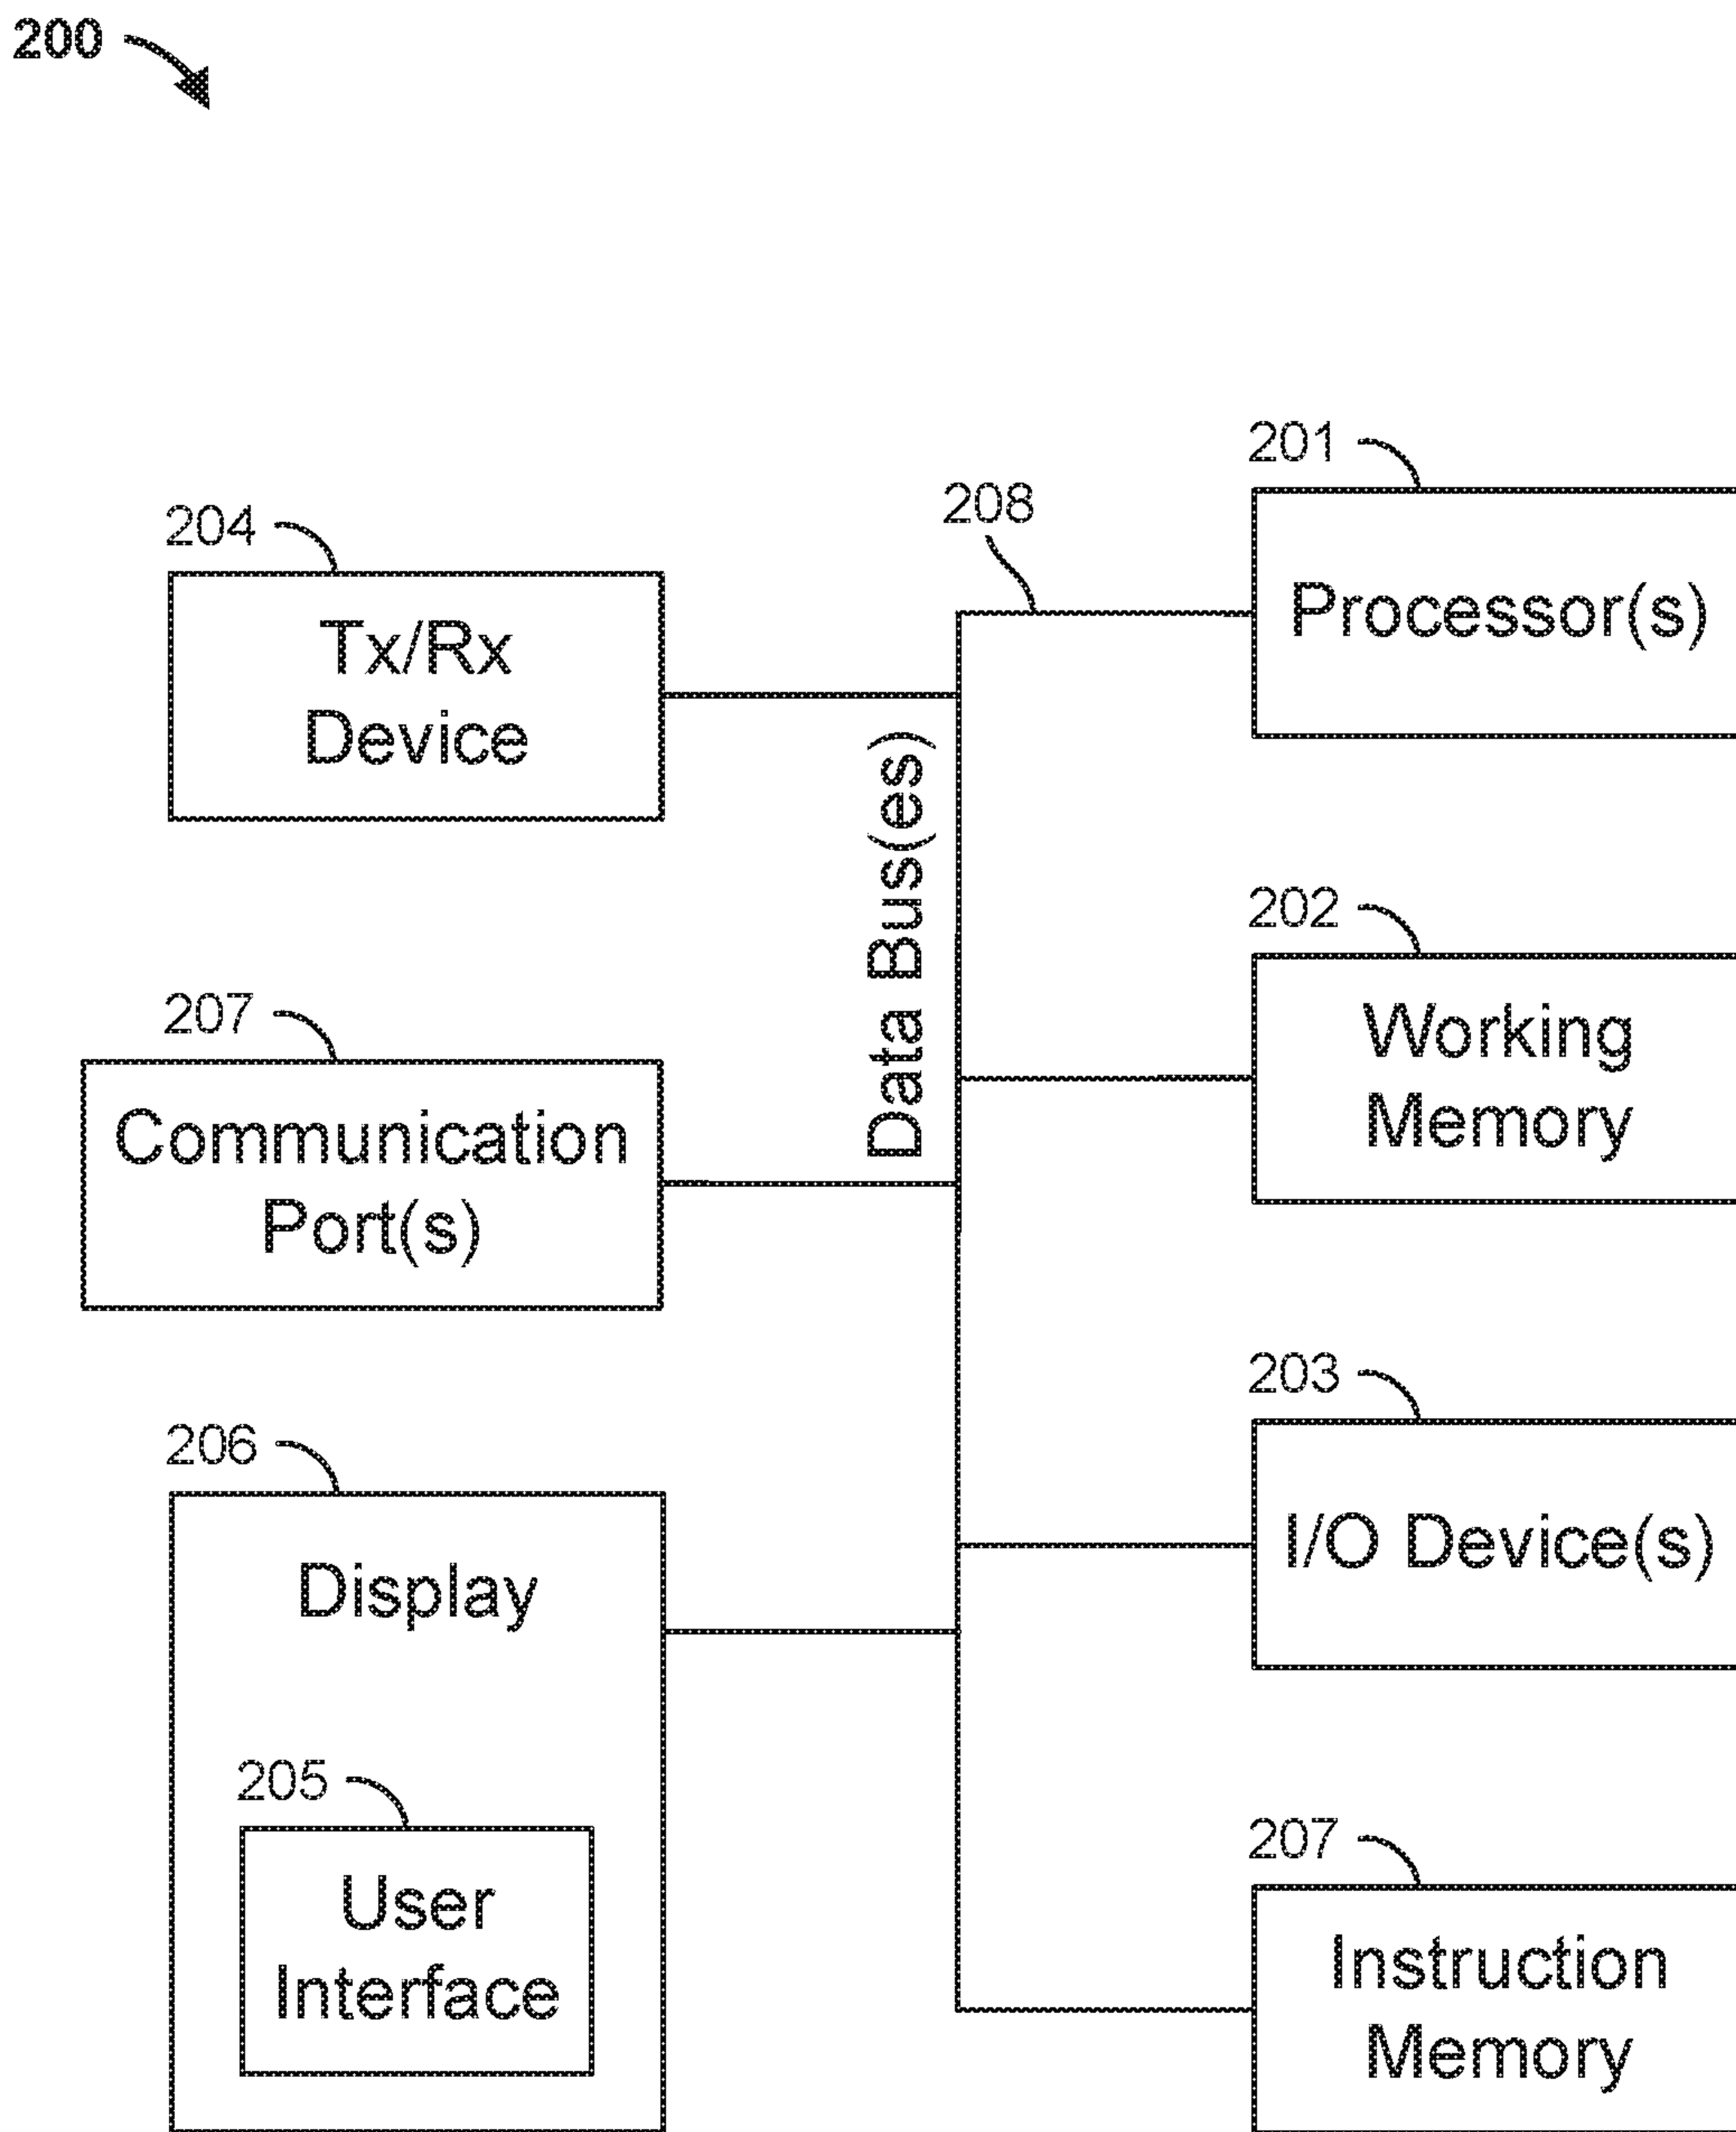 200
201
208
Processor(s)
204
Tx/Rx
Device
Data Bus(es)
202
Working
Memory
207
Communication
Port(s)
203
I/O Device(s)
206
Display
205
User
Interface
207
Instruction
Memory